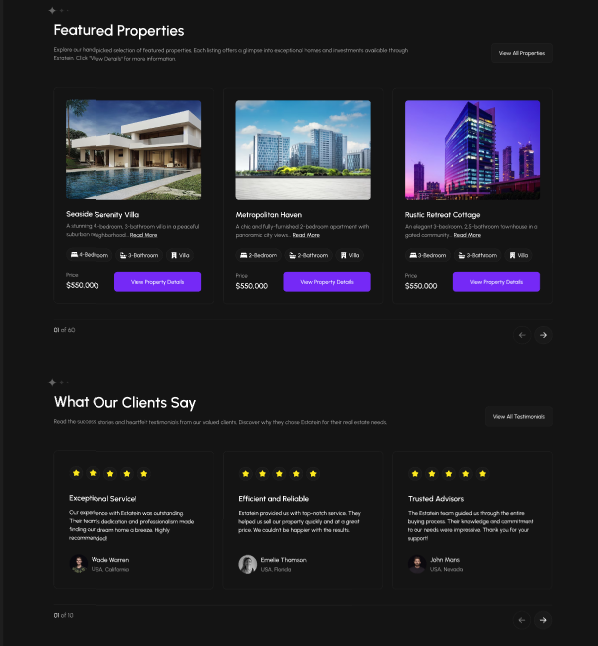 Featured Properties
Explore our handpicked selection of featured properties. Each listing offers a glimpse into exceptional homes and investments available through
Estatein. Click "View Details" for more information.
View All Properties
Seaside Serenity Villa
A stunning 4-bedroom, 3-bathroom villa in a peaceful
suburban neighborhood... Read More
4-Bedroom
3-Bathroom
Villa
Price
$550,000
View Property Details
Metropolitan Haven
A chic and fully-furnished 2-bedroom apartment with
panoramic city views... Read More
2-Bedroom
2-Bathroom
Villa
Price
$550,000
View Property Details
Rustic Retreat Cottage
An elegant 3-bedroom, 2.5-bathroom townhouse in a
gated community... Read More
3-Bedroom
3-Bathroom
Villa
Price
$550,000
View Property Details
01 of 60
What Our Clients Say
Read the success stories and heartfelt testimonials from our valued clients. Discover why they chose Estatein for their real estate needs.
View All Testimonials
Exceptional Service!
Our experience with Estatein was outstanding.
Their team's dedication and professionalism made
finding our dream home a breeze. Highly
recommended!
Wade Warren
USA, California
Efficient and Reliable
Estatein provided us with top-notch service. They
helped us sell our property quickly and at a great
price. We couldn't be happier with the results.
Emelie Thomson
USA, Florida
Trusted Advisors
The Estatein team guided us through the entire
buying process. Their knowledge and commitment
to our needs were impressive. Thank you for your
support!
John Mans
USA, Nevada
01 of 10